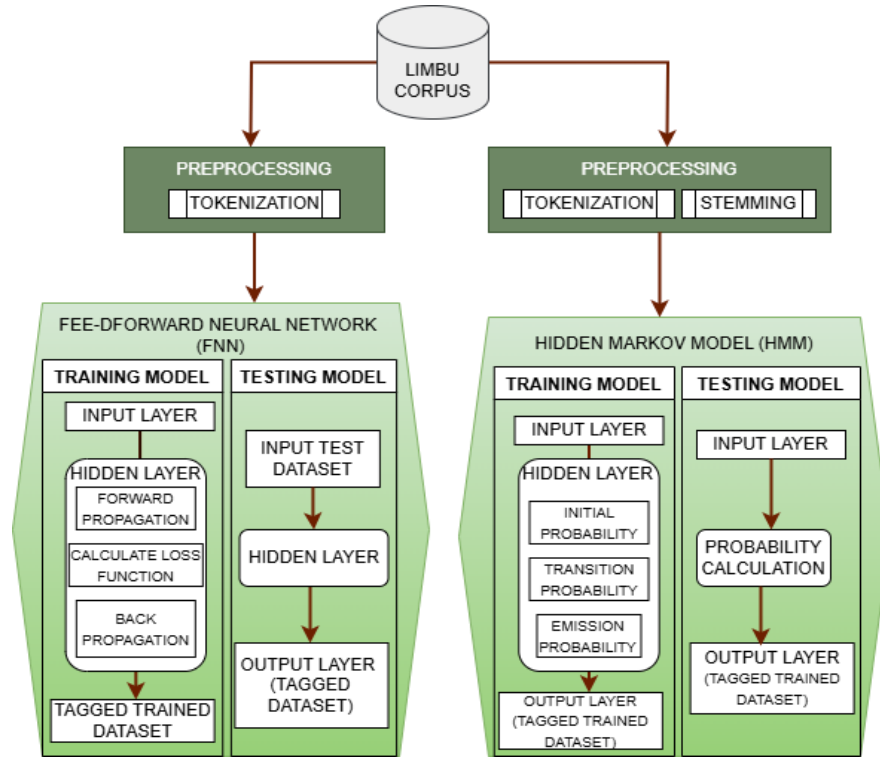 LIMBU
CORPUS
PREPROCESSING
TOKENIZATION
PREPROCESSING
TOKENIZATION
STEMMING
FEE-DFORWARD NEURAL NETWORK
(FNN)
TRAINING MODEL
INPUT LAYER
HIDDEN LAYER
FORWARD
PROPAGATION
CALCULATE LOSS
FUNCTION
BACK
PROPAGATION
TAGGED TRAINED
DATASET
TESTING MODEL
INPUT TEST
DATASET
HIDDEN LAYER
OUTPUT LAYER
(TAGGED
DATASET)
HIDDEN MARKOV MODEL (HMM)
TRAINING MODEL
INPUT LAYER
HIDDEN LAYER
INITIAL
PROBABILITY
TRANSITION
PROBABILITY
EMISSION
PROBABILITY
OUTPUT LAYER
(TAGGED TRAINED
DATASET)
TESTING MODEL
INPUT LAYER
PROBABILITY
CALCULATION
OUTPUT LAYER
(TAGGED TRAINED
DATASET)